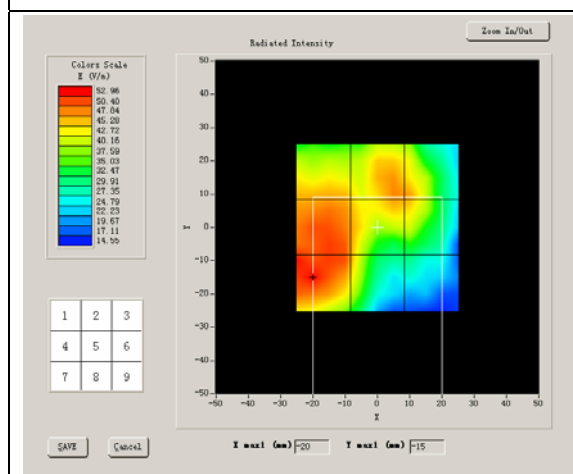 Zoom In/Out
Radiated Intensity
Colors Scale
E (V/m)
52.96
50.40
47.84
45.28
42.72
40.16
37.59
35.03
32.47
29.91
27.35
24.79
22.23
19.67
17.11
14.55
50
40
30
20
10
0
-10
-20
-30
-40
-50
Y
-50 -40 -30 -20 -10 0 10 20 30 40 50
X
1 2 3
4 5 6
7 8 9
SAVE Cancel X max1 (mm) -20 Y max1 (mm) -15